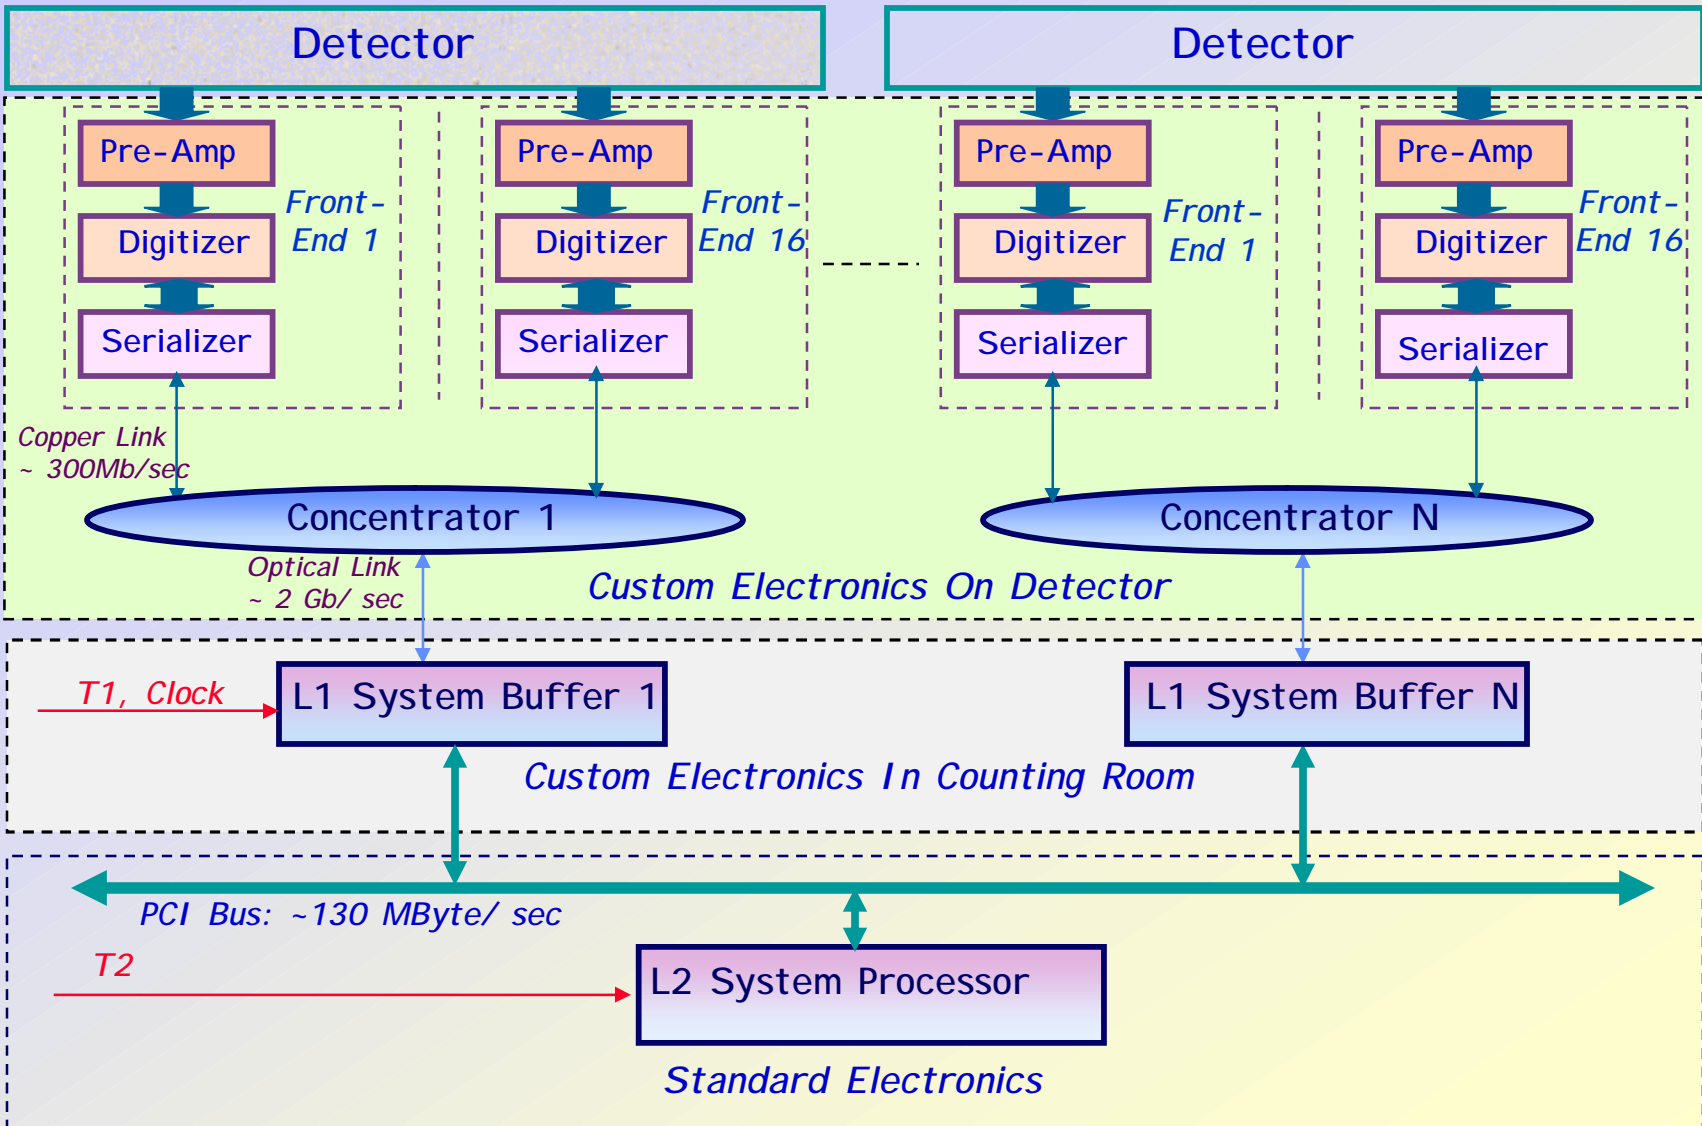 Detector
Detector
Pre-Amp
Pre-Amp
Pre-Amp
Pre-Amp
Front-
End 1
Front-
End 16
Front-
End 1
Front-
End 16
Digitizer
Digitizer
Digitizer
Digitizer
Serializer
Serializer
Serializer
Serializer
Copper Link
~ 300Mb/sec
Concentrator 1
Concentrator N
Optical Link
~ 2 Gb/ sec
Custom Electronics On Detector
T1, Clock
L1 System Buffer 1
L1 System Buffer N
Custom Electronics In Counting Room
PCI Bus: ~130 MByte/ sec
T2
L2 System Processor
Standard Electronics